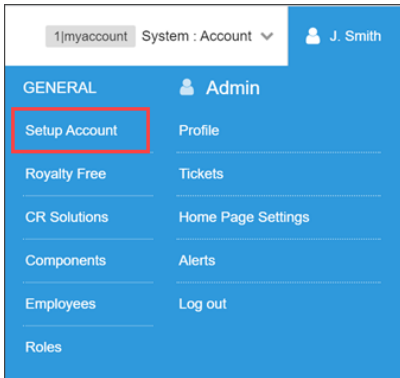 1|myaccount System : Account
J. Smith
GENERAL
Setup Account
Royalty Free
CR Solutions
Components
Employees
Roles
Admin
Profile
Tickets
Home Page Settings
Alerts
Log out